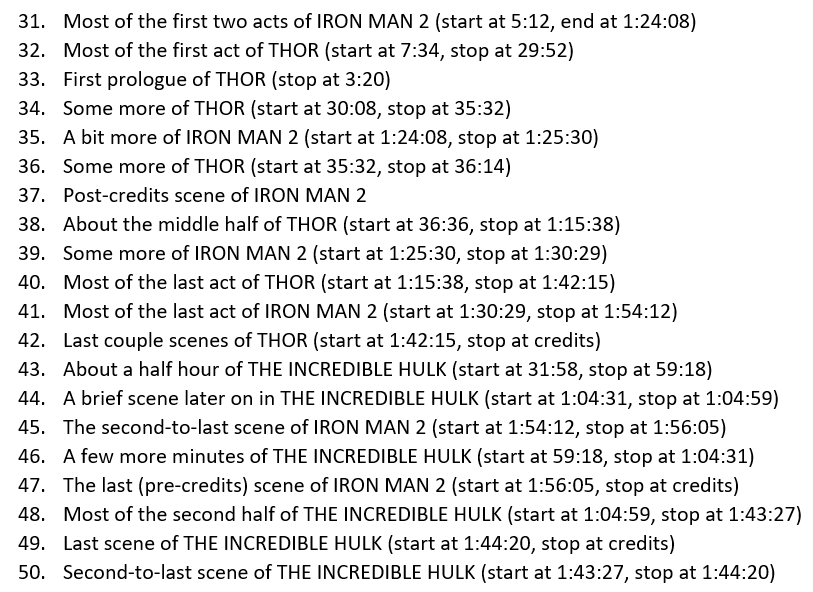 31. Most of the first two acts of IRON MAN 2 (start at 5:12, end at 1:24:08)
32. Most of the first act of THOR (start at 7:34, stop at 29:52)
33. First prologue of THOR (stop at 3:20)
34. Some more of THOR (start at 30:08, stop at 35:32)
35. A bit more of IRON MAN 2 (start at 1:24:08, stop at 1:25:30)
36. Some more of THOR (start at 35:32, stop at 36:14)
37. Post-credits scene of IRON MAN 2
38. About the middle half of THOR (start at 36:36, stop at 1:15:38)
39. Some more of IRON MAN 2 (start at 1:25:30, stop at 1:30:29)
40. Most of the last act of THOR (start at 1:15:38, stop at 1:42:15)
41. Most of the last act of IRON MAN 2 (start at 1:30:29, stop at 1:54:12)
42. Last couple scenes of THOR (start at 1:42:15, stop at credits)
43. About a half hour of THE INCREDIBLE HULK (start at 31:58, stop at 59:18)
44. A brief scene later on in THE INCREDIBLE HULK (start at 1:04:31, stop at 1:04:59)
45. The second-to-last scene of IRON MAN 2 (start at 1:54:12, stop at 1:56:05)
46. A few more minutes of THE INCREDIBLE HULK (start at 59:18, stop at 1:04:31)
47. The last (pre-credits) scene of IRON MAN 2 (start at 1:56:05, stop at credits)
48. Most of the second half of THE INCREDIBLE HULK (start at 1:04:59, stop at 1:43:27)
49. Last scene of THE INCREDIBLE HULK (start at 1:44:20, stop at credits)
50. Second-to-last scene of THE INCREDIBLE HULK (start at 1:43:27, stop at 1:44:20)